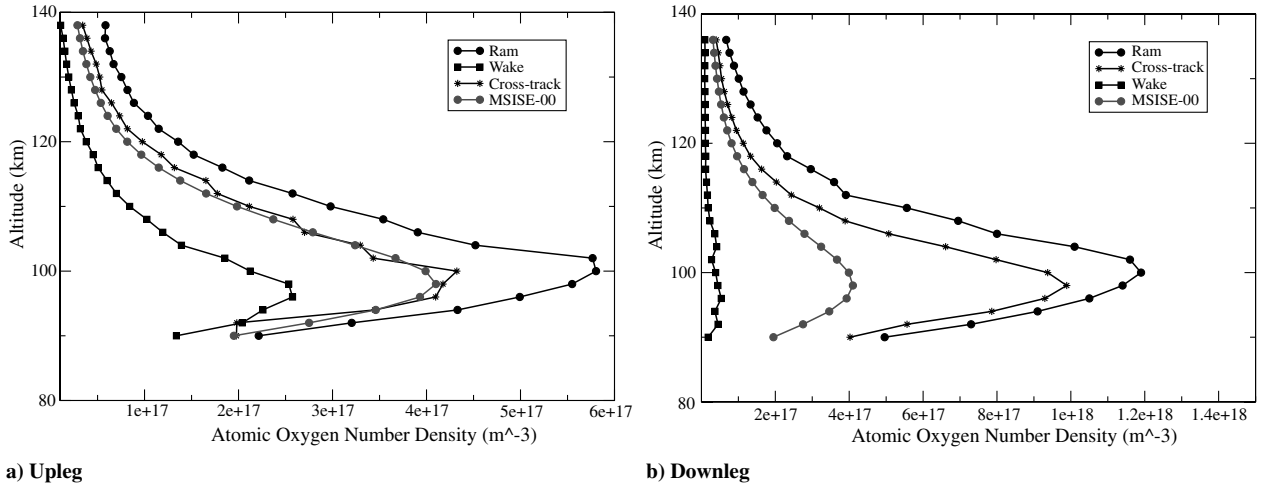 140
120
100
80
Altitude (km)
1e+17
2e+17
3e+17
4e+17
5e+17
6e+17
Atomic Oxygen Number Density (m^-3)
Ram
Wake
Cross-track
MSISE-00
a) Upleg
140
120
100
80
Altitude (km)
2e+17
4e+17
6e+17
8e+17
1e+18
1.2e+18
1.4e+18
Atomic Oxygen Number Density (m^-3)
Ram
Cross-track
Wake
MSISE-00
b) Downleg